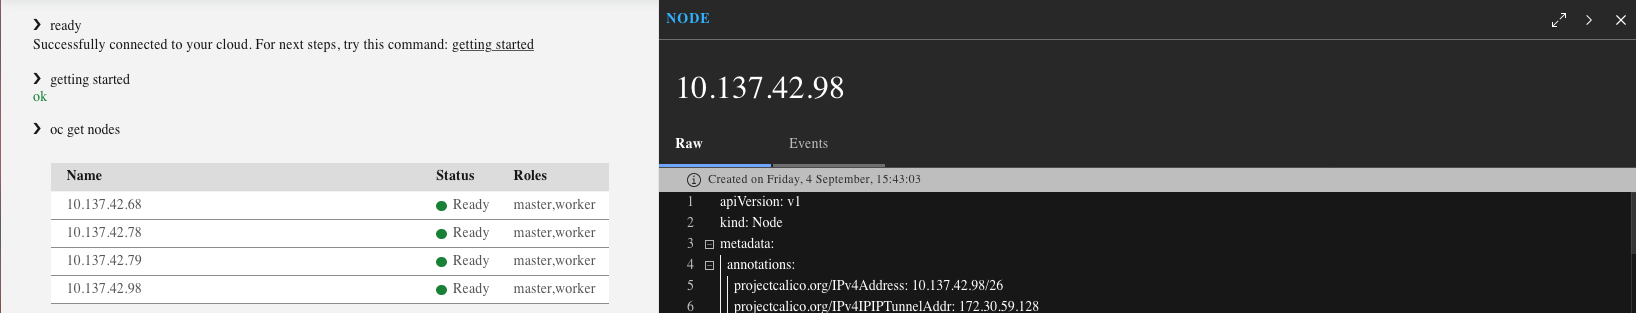 ready
Successfully connected to your cloud. For next steps, try this command: getting started
getting started
ok
oc get nodes
Name Status Roles
10.137.42.68 Ready master,worker
10.137.42.78 Ready master,worker
10.137.42.79 Ready master,worker
10.137.42.98 Ready master,worker
NODE
10.137.42.98
Raw Events
Created on Friday, 4 September, 15:43:03
1 apiVersion: v1
2 kind: Node
3 metadata:
4 annotations:
5 projectcalico.org/IPv4Address: 10.137.42.98/26
6 projectcalico.org/IPv4IPIPTunnelAddr: 172.30.59.128